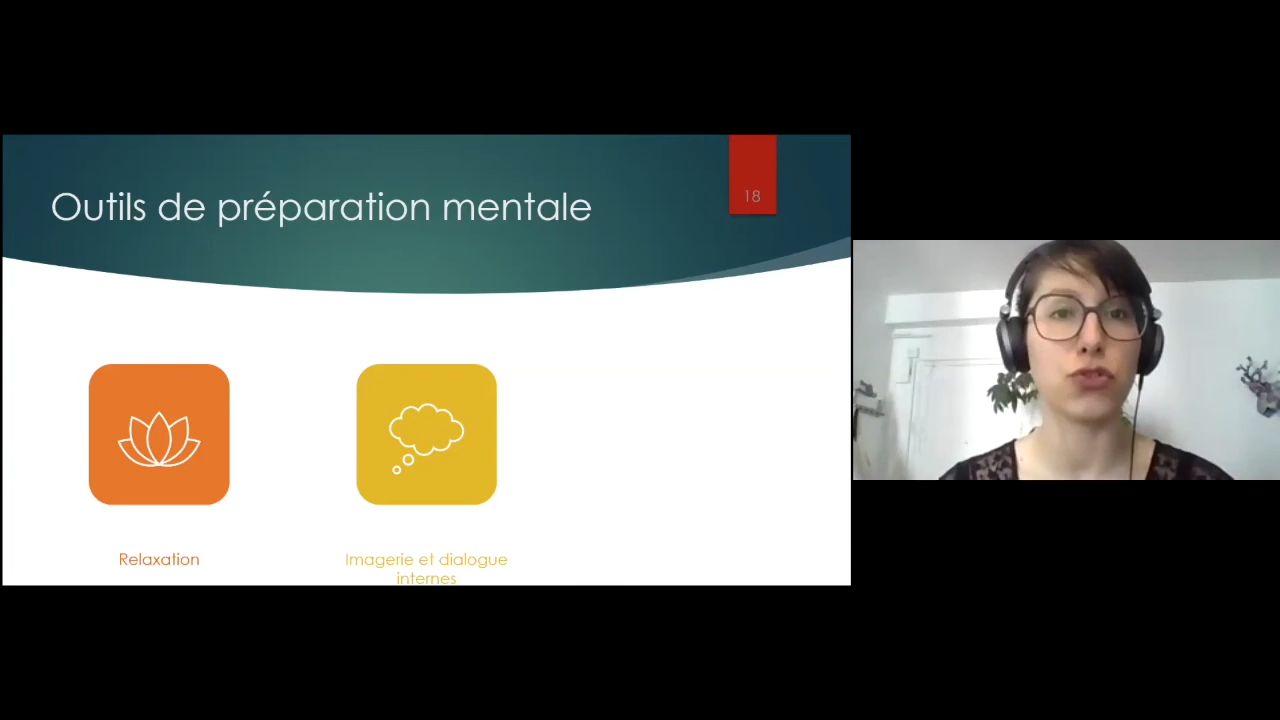 Outils de préparation mentale
18
Relaxation
Imagerie et dialogue
internes